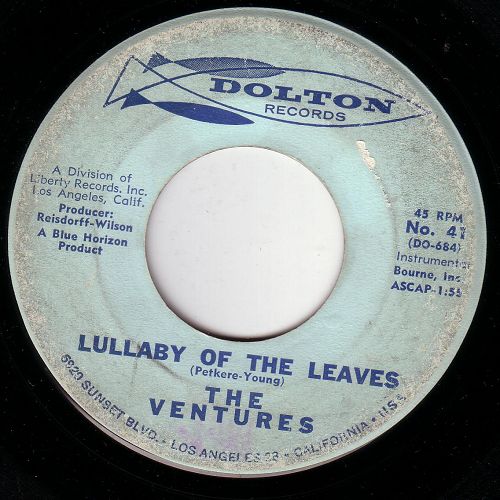 DOLTON
RECORDS
A Division of
Liberty Records, Inc.
Los Angeles, Calif.
Producer:
Reisdorff-Wilson
A Blue Horizon
Product
45 RPM
No. 41
(DO-684)
Instrumental
Bourne, Inc.
ASCAP-1:55
LULLABY OF THE LEAVES
(Petkere-Young)
THE
VENTURES
6920 SUNSET BLVD. - LOS ANGELES 28 - CALIFORNIA - U.S.